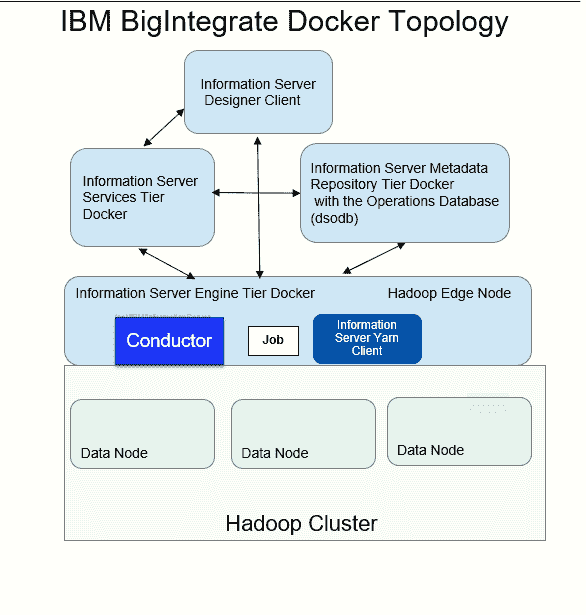 IBM BigIntegrate Docker Topology
Information Server
Designer Client
Information Server
Services Tier
Docker
Information Server Metadata
Repository Tier Docker
with the Operations Database
(dsodb)
Information Server Engine Tier Docker
Hadoop Edge Node
Conductor
Job
Information
Server Yarn
Client
Data Node
Data Node
Data Node
Hadoop Cluster